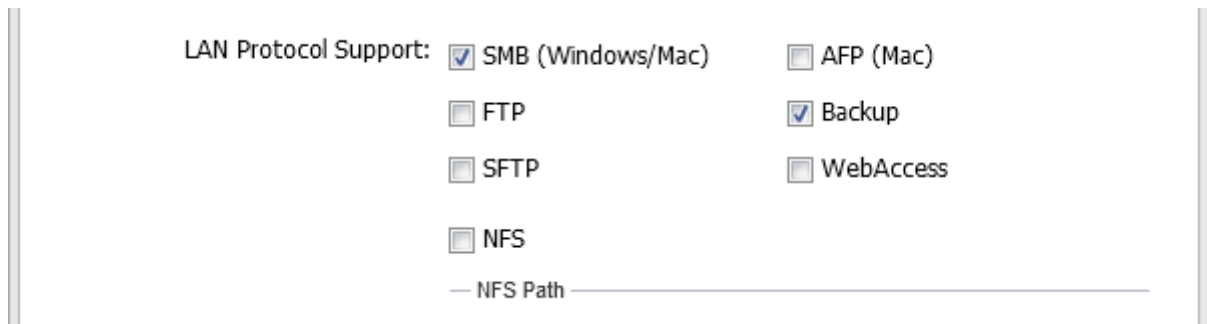 LAN Protocol Support: SMB (Windows/Mac) AFP (Mac)
FTP Backup
SFTP WebAccess
NFS
NFS Path